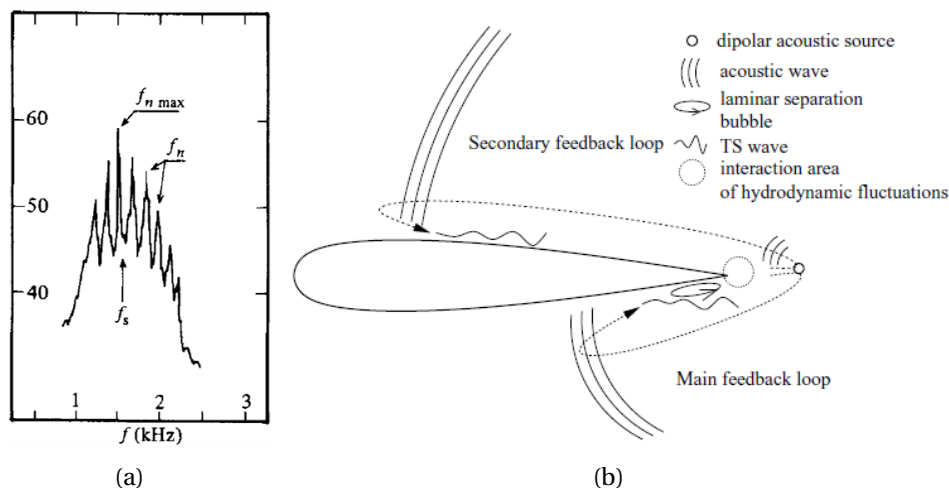 f_n max
f_n
60
50
40
f_s
1 2 3
f (kHz)
(a)
dipolar acoustic source
acoustic wave
laminar separation
bubble
TS wave
interaction area
of hydrodynamic fluctuations
Secondary feedback loop
Main feedback loop
(b)